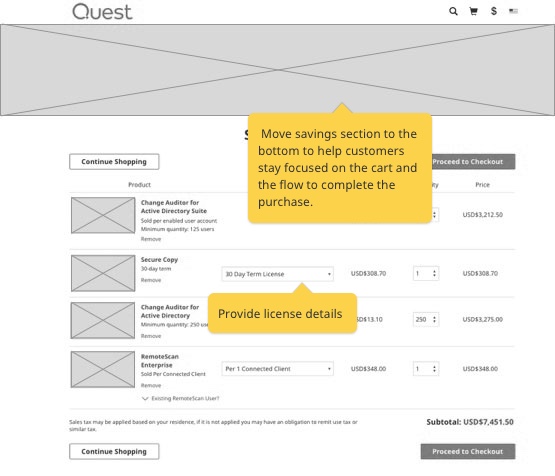 Quest
$
Move savings section to the
bottom to help customers
stay focused on the cart and
the flow to complete the
purchase.
S
Continue Shopping
Proceed to Checkout
Product
ity
Price
Change Auditor for
Active Directory Suite
Sold per enabled user account
Minimum quantity: 125 users
Remove
USD$3,212.50
Secure Copy
30-day term
Remove
30 Day Term License
USD$308.70
1
USD$308.70
Provide license details
Change Auditor for
Active Directory
Minimum quantity: 250 use
Remove
USD$13.10
250
USD$3,275.00
RemoteScan
Enterprise
Sold Per Connected Client
Remove
Per 1 Connected Client
USD$348.00
1
USD$348.00
Existing RemoteScan User?
Sales tax may be applied based on your residence, if it is not applied you may have an obligation to remit use tax or
similar tax.
Subtotal: USD$7,451.50
Continue Shopping
Proceed to Checkout